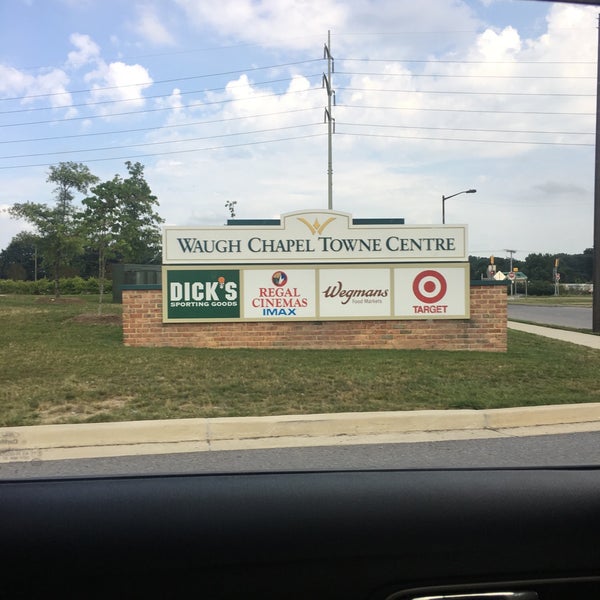 WAUGH CHAPEL TOWNE CENTRE
DICK'S
SPORTING GOODS
REGAL
CINEMAS
IMAX
Wegmans
Food Markets
TARGET